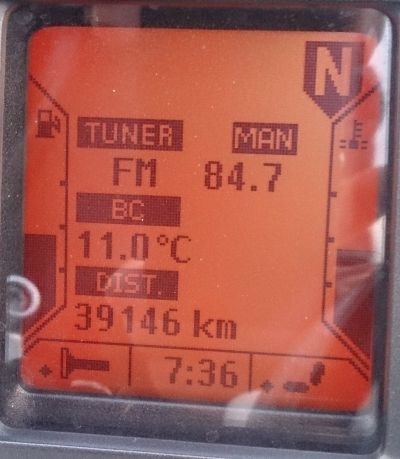 N
TUNER MAN
FM 84.7
BC
11.0°C
DIST.
39146 km
7:36